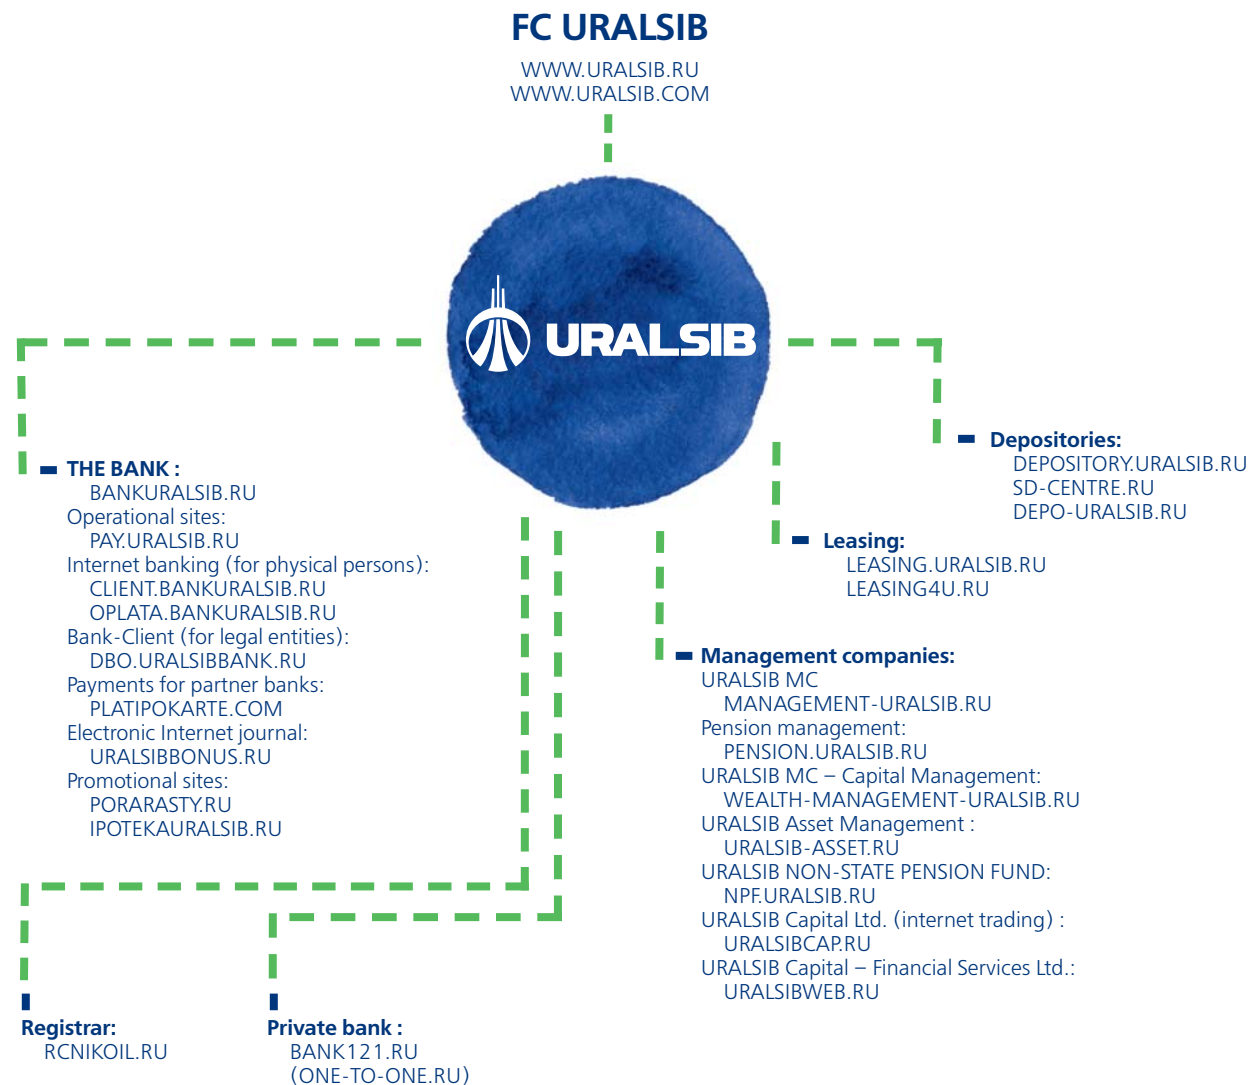 FC URALSIB
WWW.URALSIB.RU
WWW.URALSIB.COM
URALSIB
THE BANK :
BANKURALSIB.RU
Operational sites:
PAY.URALSIB.RU
Internet banking (for physical persons):
CLIENT.BANKURALSIB.RU
OPLATA.BANKURALSIB.RU
Bank-Client (for legal entities):
DBO.URALSIBBANK.RU
Payments for partner banks:
PLATIPOKARTE.COM
Electronic Internet journal:
URALSIBBONUS.RU
Promotional sites:
PORARASTY.RU
IPOTEKAURALSIB.RU
Depositories:
DEPOSITORY.URALSIB.RU
SD-CENTRE.RU
DEPO-URALSIB.RU
Leasing:
LEASING.URALSIB.RU
LEASING4U.RU
Management companies:
URALSIB MC
MANAGEMENT-URALSIB.RU
Pension management:
PENSION.URALSIB.RU
URALSIB MC – Capital Management:
WEALTH-MANAGEMENT-URALSIB.RU
URALSIB Asset Management :
URALSIB-ASSET.RU
URALSIB NON-STATE PENSION FUND:
NPF.URALSIB.RU
URALSIB Capital Ltd. (internet trading) :
URALSIBCAP.RU
URALSIB Capital – Financial Services Ltd.:
URALSIBWEB.RU
Registrar:
RCNIKOIL.RU
Private bank :
BANK121.RU
(ONE-TO-ONE.RU)